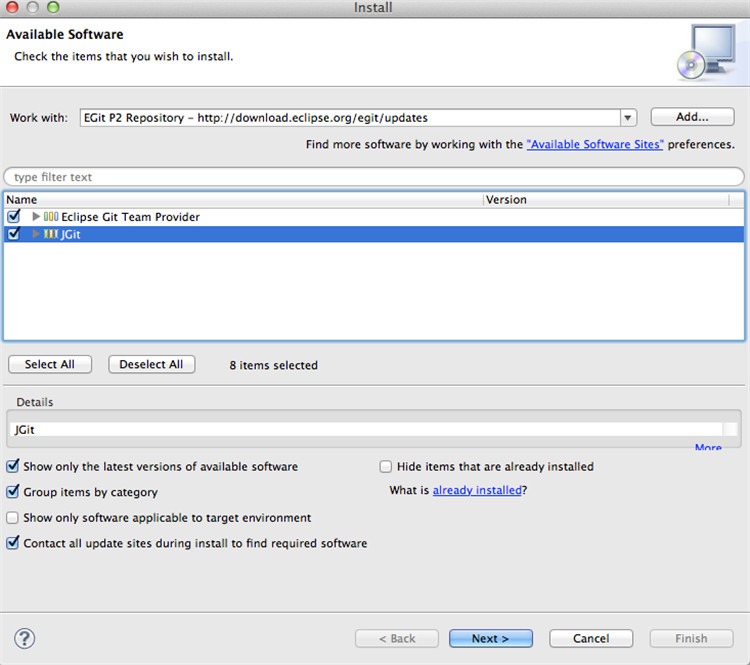 Install
Available Software
Check the items that you wish to install.
Work with: EGit P2 Repository – http://download.eclipse.org/egit/updates Add...
Find more software by working with the "Available Software Sites" preferences.
type filter text
Name Version
Eclipse Git Team Provider
JGit
Select All Deselect All 8 items selected
Details
JGit
More...
Show only the latest versions of available software Hide items that are already installed
Group items by category What is already installed?
Show only software applicable to target environment
Contact all update sites during install to find required software
? < Back Next > Cancel Finish